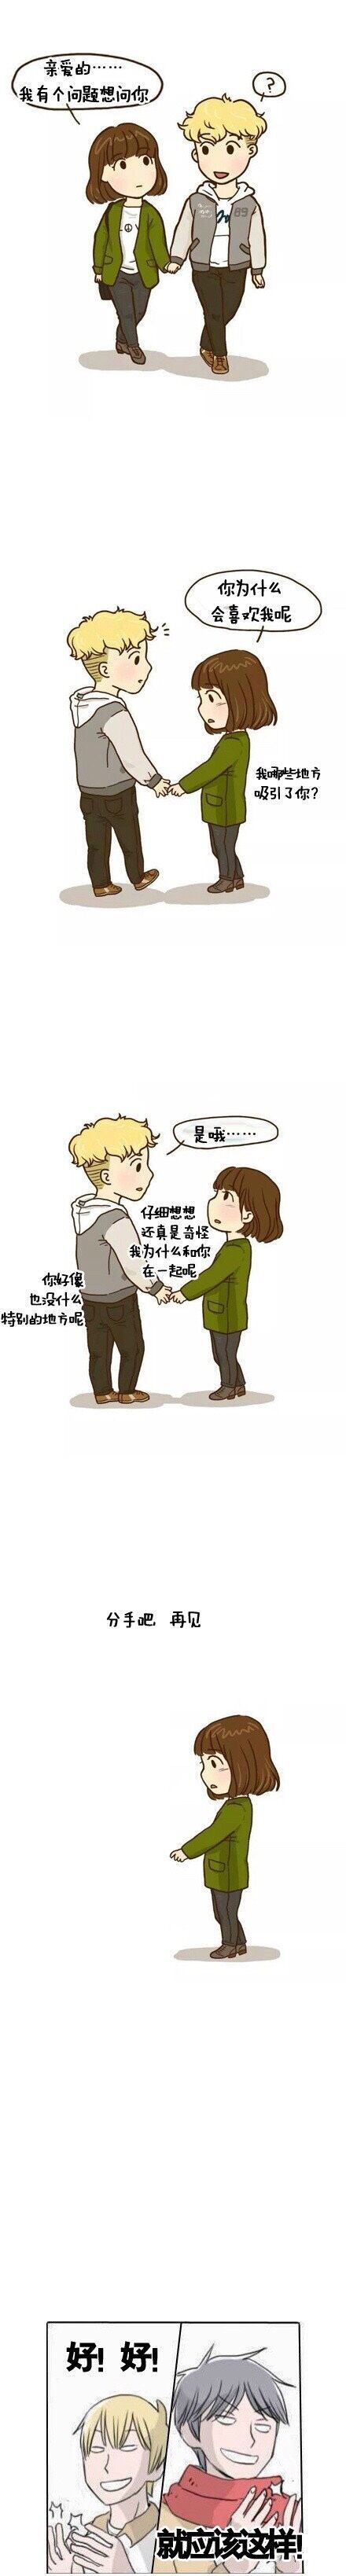 亲爱的……
我有个问题想问你
?
你为什么
会喜欢我呢
我哪些地方
吸引了你?
是哦……
仔细想想
还真是奇怪
我为什么和你
在一起呢
你好像
也没什么
特别的地方呢
分手吧 再见
好! 好!
就应该这样!